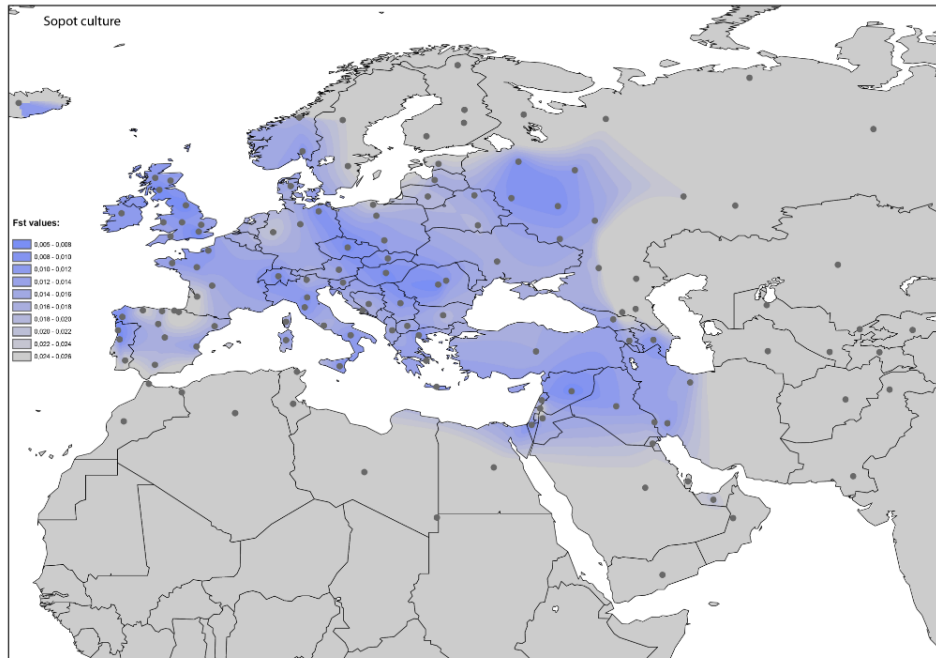 Sopot culture
Fst values:
0,005 - 0,008
0,008 - 0,010
0,010 - 0,012
0,012 - 0,014
0,014 - 0,016
0,016 - 0,018
0,018 - 0,020
0,020 - 0,022
0,022 - 0,024
0,024 - 0,026